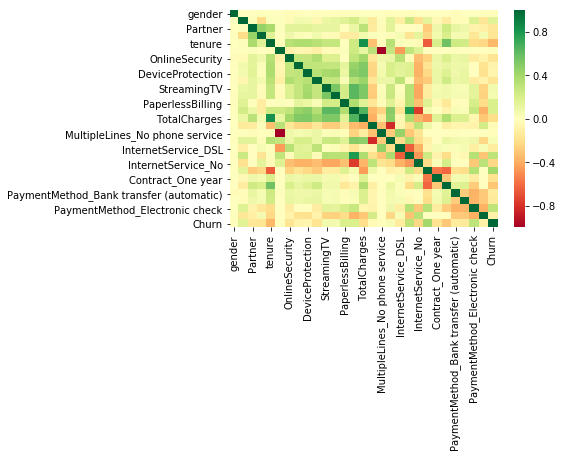 gender
Partner
tenure
OnlineSecurity
DeviceProtection
StreamingTV
PaperlessBilling
TotalCharges
MultipleLines_No phone service
InternetService_DSL
InternetService_No
Contract_One year
PaymentMethod_Bank transfer (automatic)
PaymentMethod_Electronic check
Churn
gender
Partner
tenure
OnlineSecurity
DeviceProtection
StreamingTV
PaperlessBilling
TotalCharges
MultipleLines_No phone service
InternetService_DSL
InternetService_No
Contract_One year
PaymentMethod_Bank transfer (automatic)
PaymentMethod_Electronic check
Churn
0.8
0.4
0.0
−0.4
−0.8